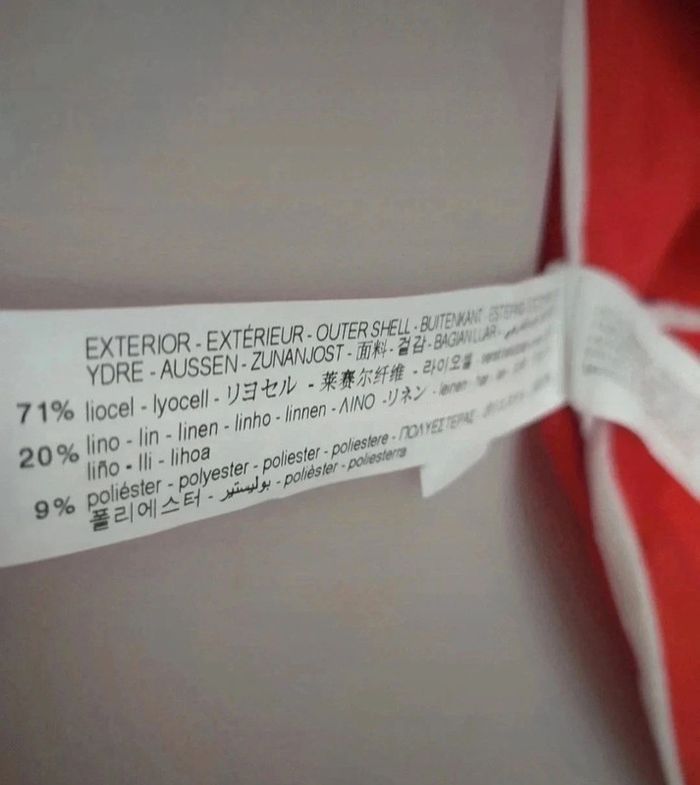 EXTERIOR - EXTÉRIEUR - OUTER SHELL - BUITENKANT
YDRE - AUSSEN - ZUNANJOST - 面料 - 겉감 - BAGIAN LUAR -
71% liocel - lyocell - リヨセル - 莱赛尔纤维 - 라이오셀
20% lino - lin - linen - linho - linnen - ΛΙΝΟ - リネン - leinen
liño - lli - lihoa
9% poliéster - polyester - poliester - poliestere - ΠΟΛΥΕΣΤΕΡΑΣ
폴리에스터 - بوليستير - polièster - poliesterra